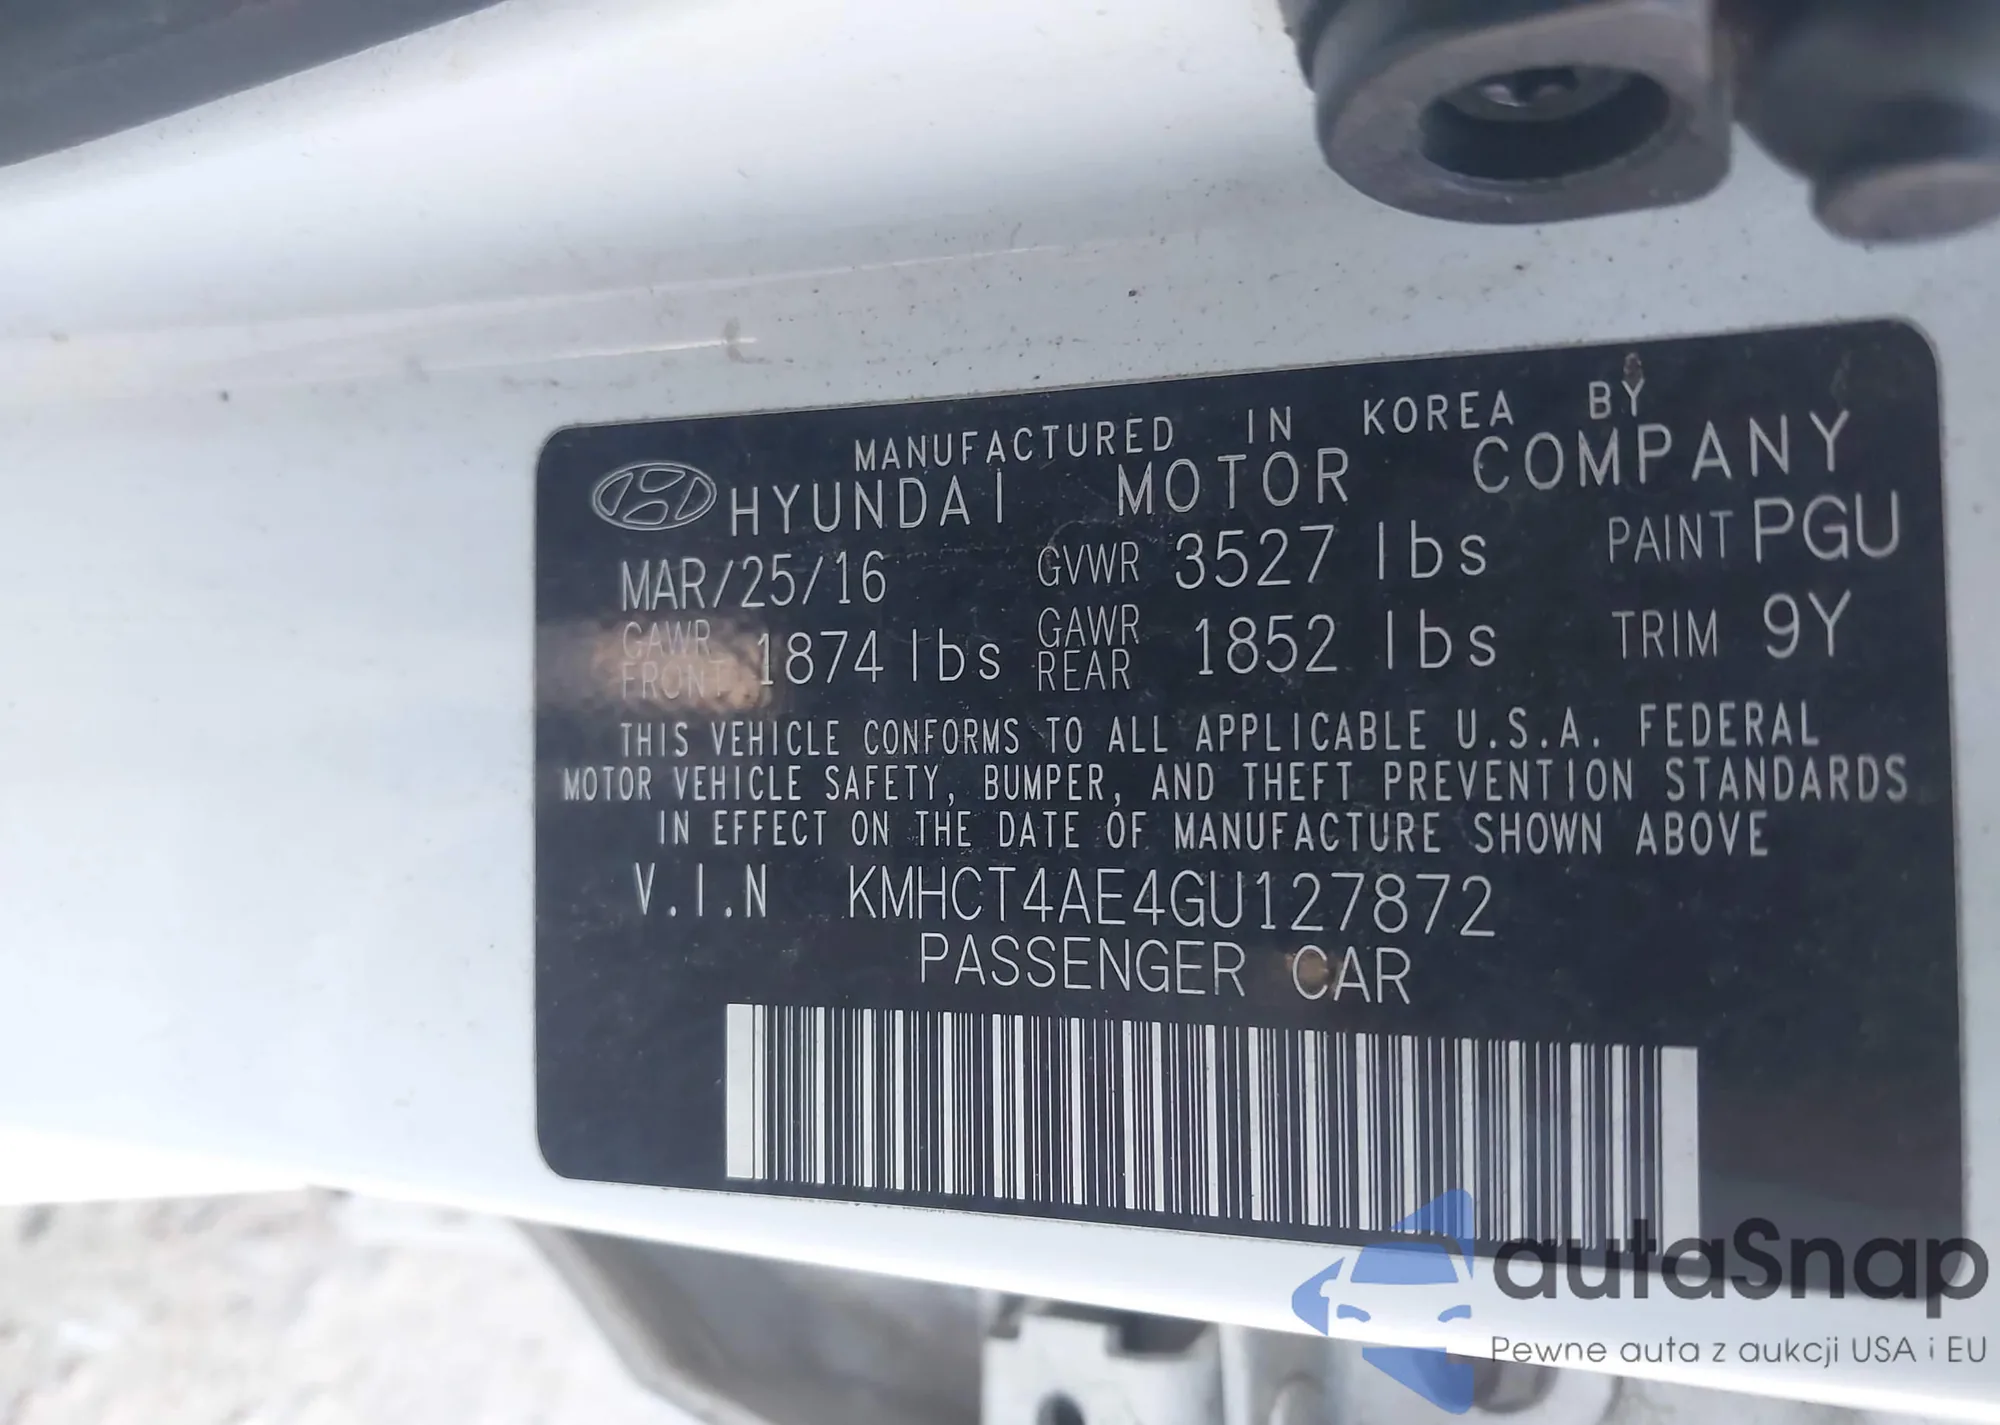 MANUFACTURED IN KOREA BY
HYUNDAI MOTOR COMPANY
MAR/25/16 GVWR 3527 lbs PAINT PGU
GAWR FRONT 1874 lbs GAWR REAR 1852 lbs TRIM 9Y
THIS VEHICLE CONFORMS TO ALL APPLICABLE U.S.A. FEDERAL
MOTOR VEHICLE SAFETY, BUMPER, AND THEFT PREVENTION STANDARDS
IN EFFECT ON THE DATE OF MANUFACTURE SHOWN ABOVE
V.I.N KMHCT4AE4GU127872
PASSENGER CAR
autaSnap
Pewne auta z aukcji USA i EU